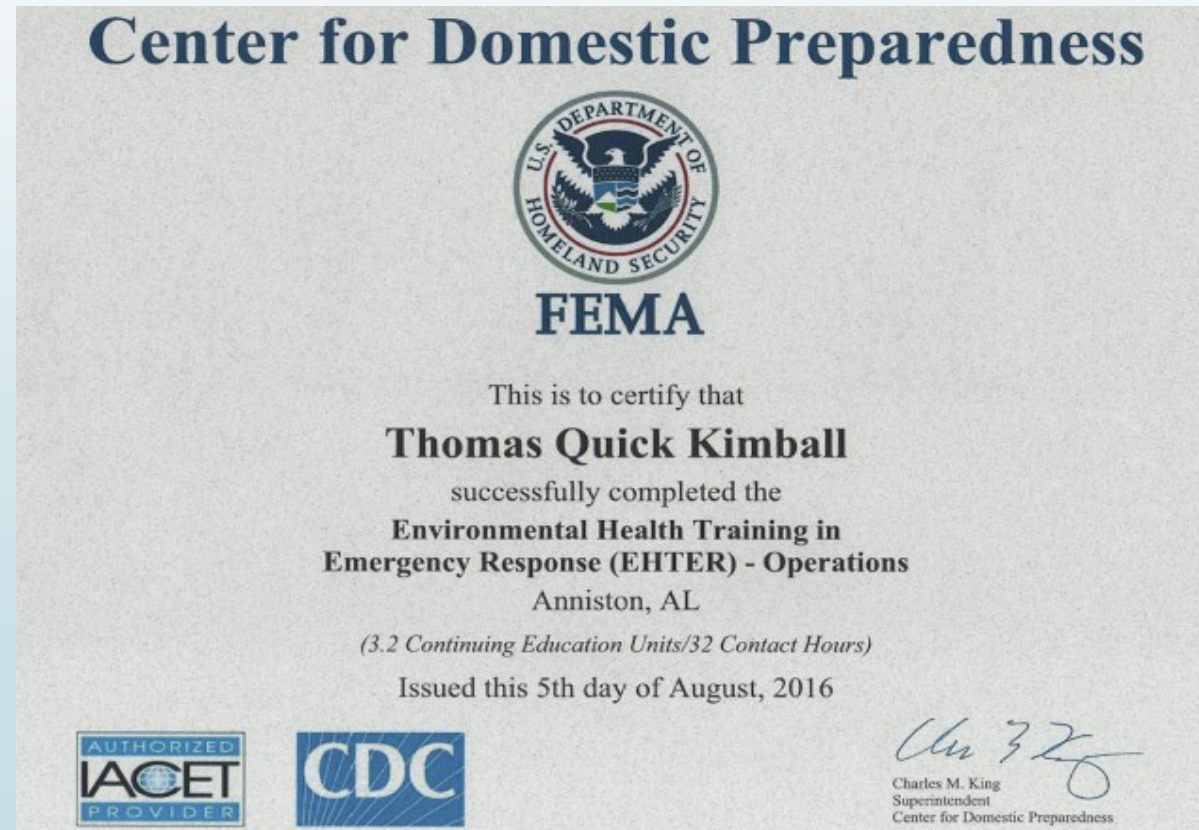 Center for Domestic Preparedness
U.S. DEPARTMENT OF
HOMELAND SECURITY
FEMA
This is to certify that
Thomas Quick Kimball
successfully completed the
Environmental Health Training in
Emergency Response (EHTER) - Operations
Anniston, AL
(3.2 Continuing Education Units/32 Contact Hours)
Issued this 5th day of August, 2016
AUTHORIZED
IACET
PROVIDER
CDC
Charles M. King
Superintendent
Center for Domestic Preparedness